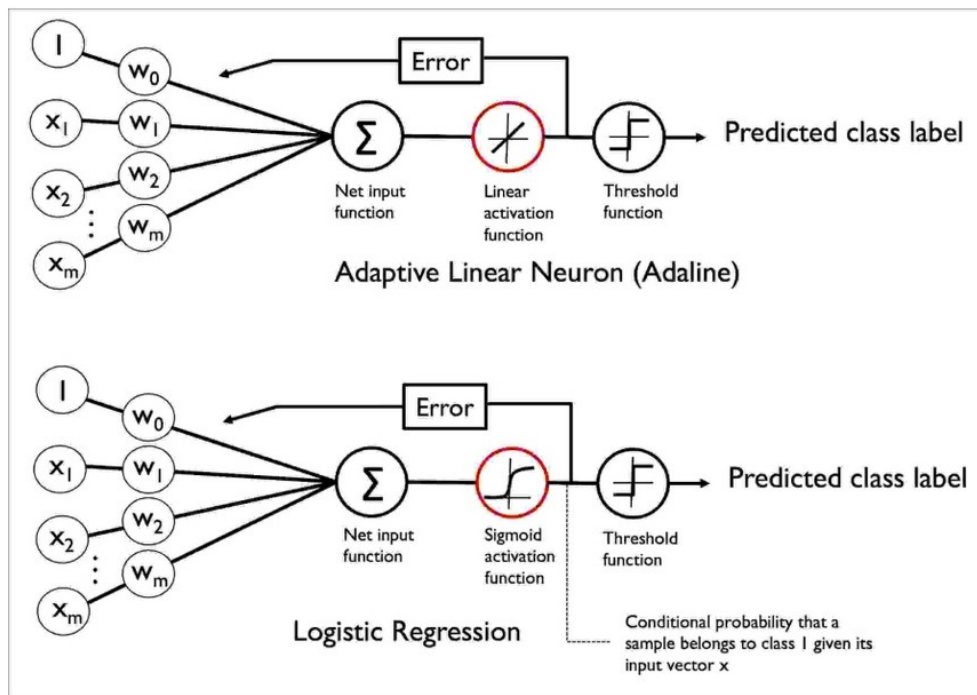 1
w0
Error
x1
w1
Σ
Predicted class label
x2
w2
Net input
function
Linear
activation
function
Threshold
function
⋮
wm
xm
Adaptive Linear Neuron (Adaline)
1
w0
Error
x1
w1
Σ
Predicted class label
x2
w2
Net input
function
Sigmoid
activation
function
Threshold
function
⋮
wm
xm
Logistic Regression
Conditional probability that a
sample belongs to class 1 given its
input vector x